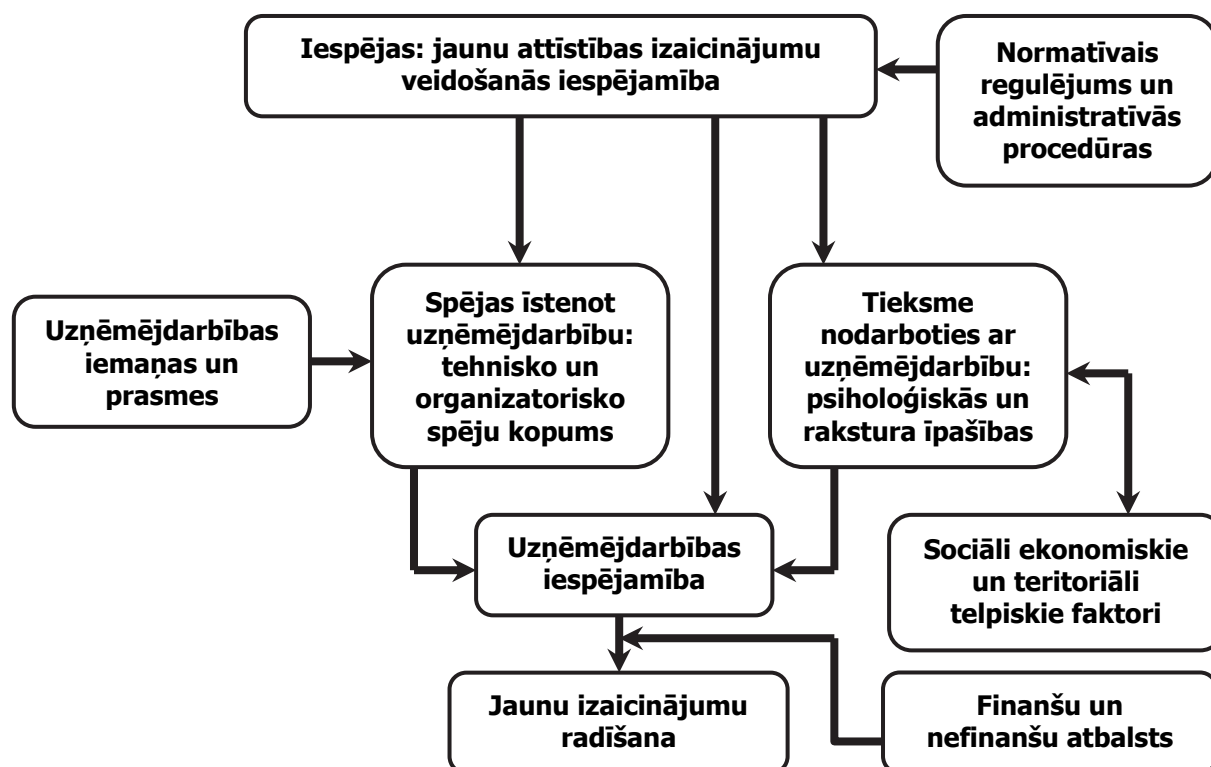 Iespējas: jaunu attīstības izaicinājumu
veidošanās iespējamība
Normatīvais
regulējums un
administratīvās
procedūras
Uzņēmējdarbības
iemaņas un
prasmes
Spējas īstenot
uzņēmējdarbību:
tehnisko un
organizatorisko
spēju kopums
Tieksme
nodarboties ar
uzņēmējdarbību:
psiholoģiskās un
rakstura īpašības
Uzņēmējdarbības
iespējamība
Sociāli ekonomiskie
un teritoriāli
telpiskie faktori
Jaunu izaicinājumu
radīšana
Finanšu un
nefinanšu atbalsts